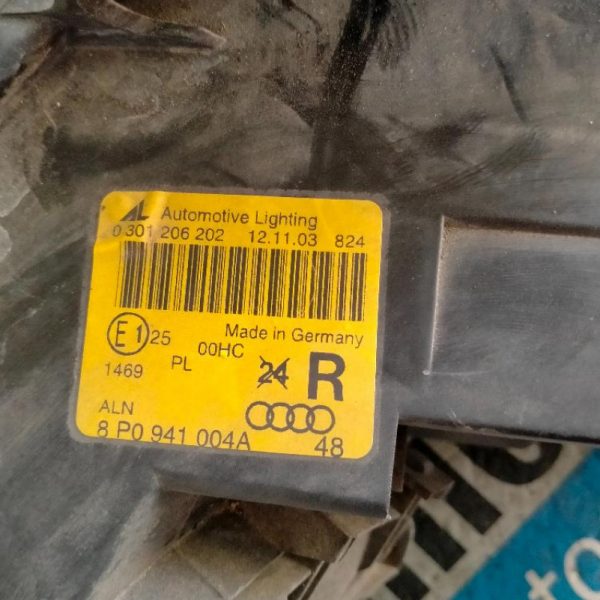 AL Automotive Lighting
0 301 206 202 12.11.03 824
Made in Germany
E1 25
00HC
PL
1469
24 R
ALN
8 P0 941 004A 48